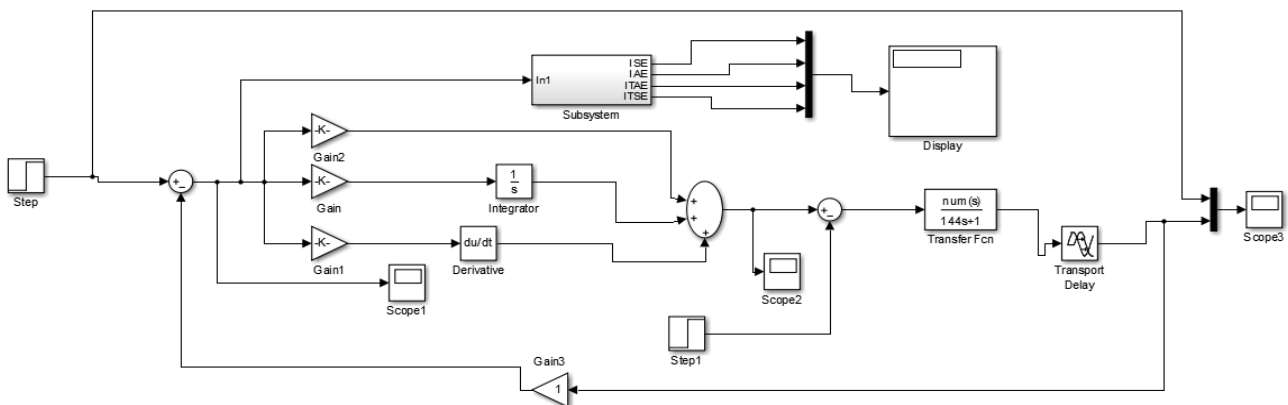 Step
+
-
ISE
IAE
ITAE
ITSE
In1
Subsystem
Display
-K-
Gain2
-K-
Gain
1
s
Integrator
-K-
Gain1
du/dt
Derivative
Scope1
+
+
+
Scope2
+
-
Step1
num(s)
144s+1
Transfer Fcn
Transport
Delay
Scope3
Gain3
1